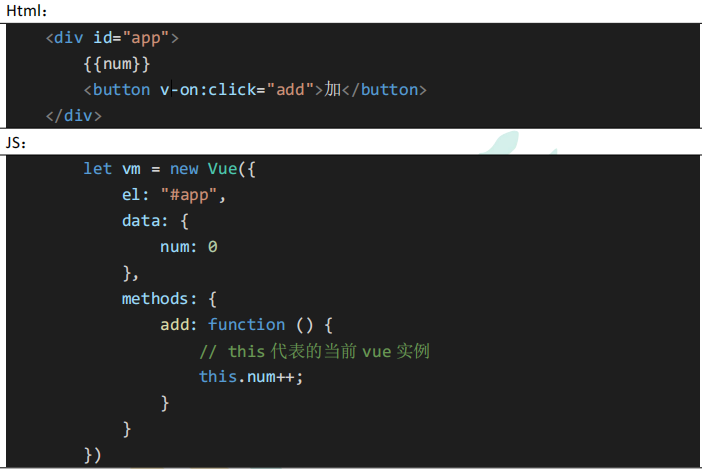 Html：
<div id="app">
    {{num}}
    <button v-on:click="add">加</button>
</div>
JS：
    let vm = new Vue({
        el: "#app",
        data: {
            num: 0
        },
        methods: {
            add: function () {
                // this 代表的当前 vue 实例
                this.num++;
            }
        }
    })